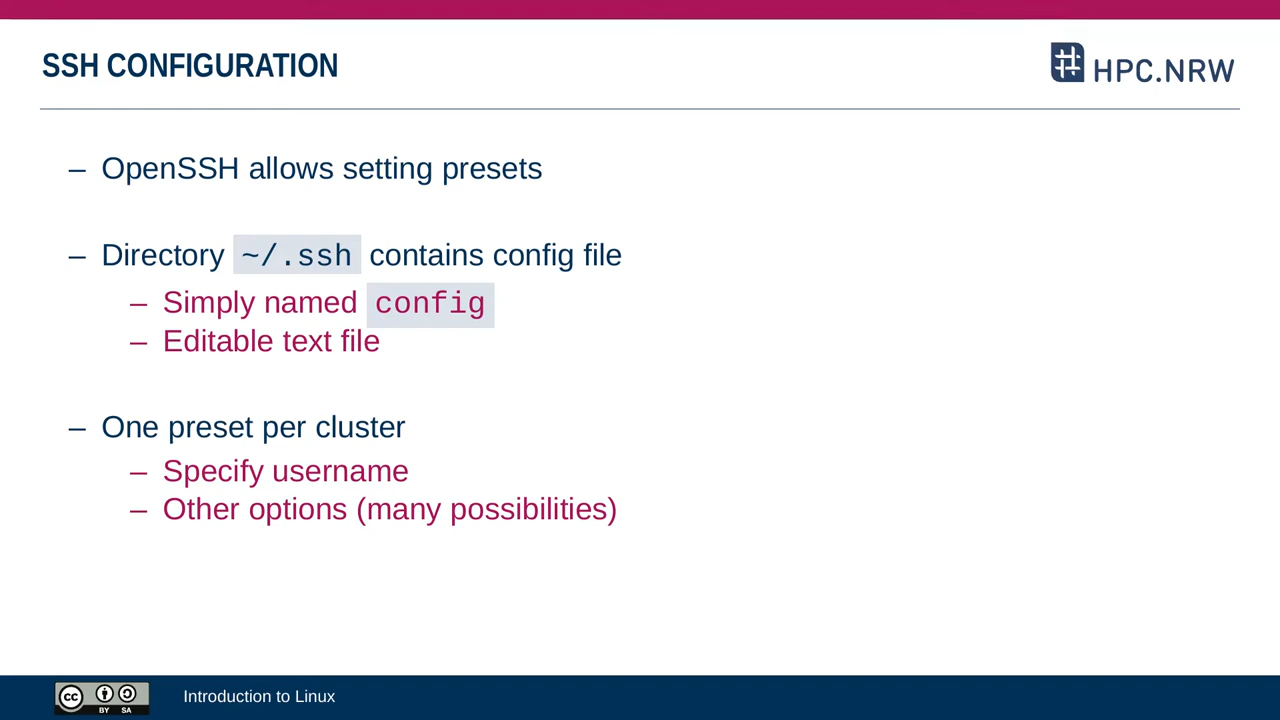 SSH CONFIGURATION
HPC.NRW
– OpenSSH allows setting presets
– Directory ~/.ssh contains config file
– Simply named config
– Editable text file
– One preset per cluster
– Specify username
– Other options (many possibilities)
cc BY SA
Introduction to Linux